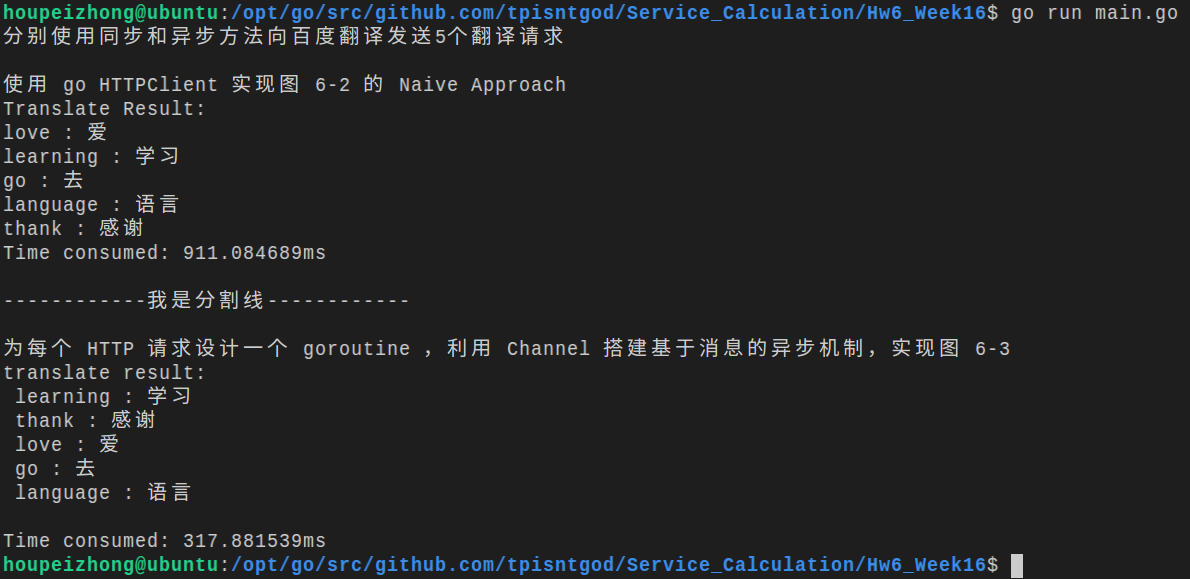 houpeizhong@ubuntu:/opt/go/src/github.com/tpisntgod/Service_Calculation/Hw6_Week16$ go run main.go
分别使用同步和异步方法向百度翻译发送5个翻译请求
使用 go HTTPClient 实现图 6-2 的 Naive Approach
Translate Result:
love : 爱
learning : 学习
go : 去
language : 语言
thank : 感谢
Time consumed: 911.084689ms
------------我是分割线------------
为每个 HTTP 请求设计一个 goroutine ，利用 Channel 搭建基于消息的异步机制，实现图 6-3
translate result:
learning : 学习
thank : 感谢
love : 爱
go : 去
language : 语言
Time consumed: 317.881539ms
houpeizhong@ubuntu:/opt/go/src/github.com/tpisntgod/Service_Calculation/Hw6_Week16$